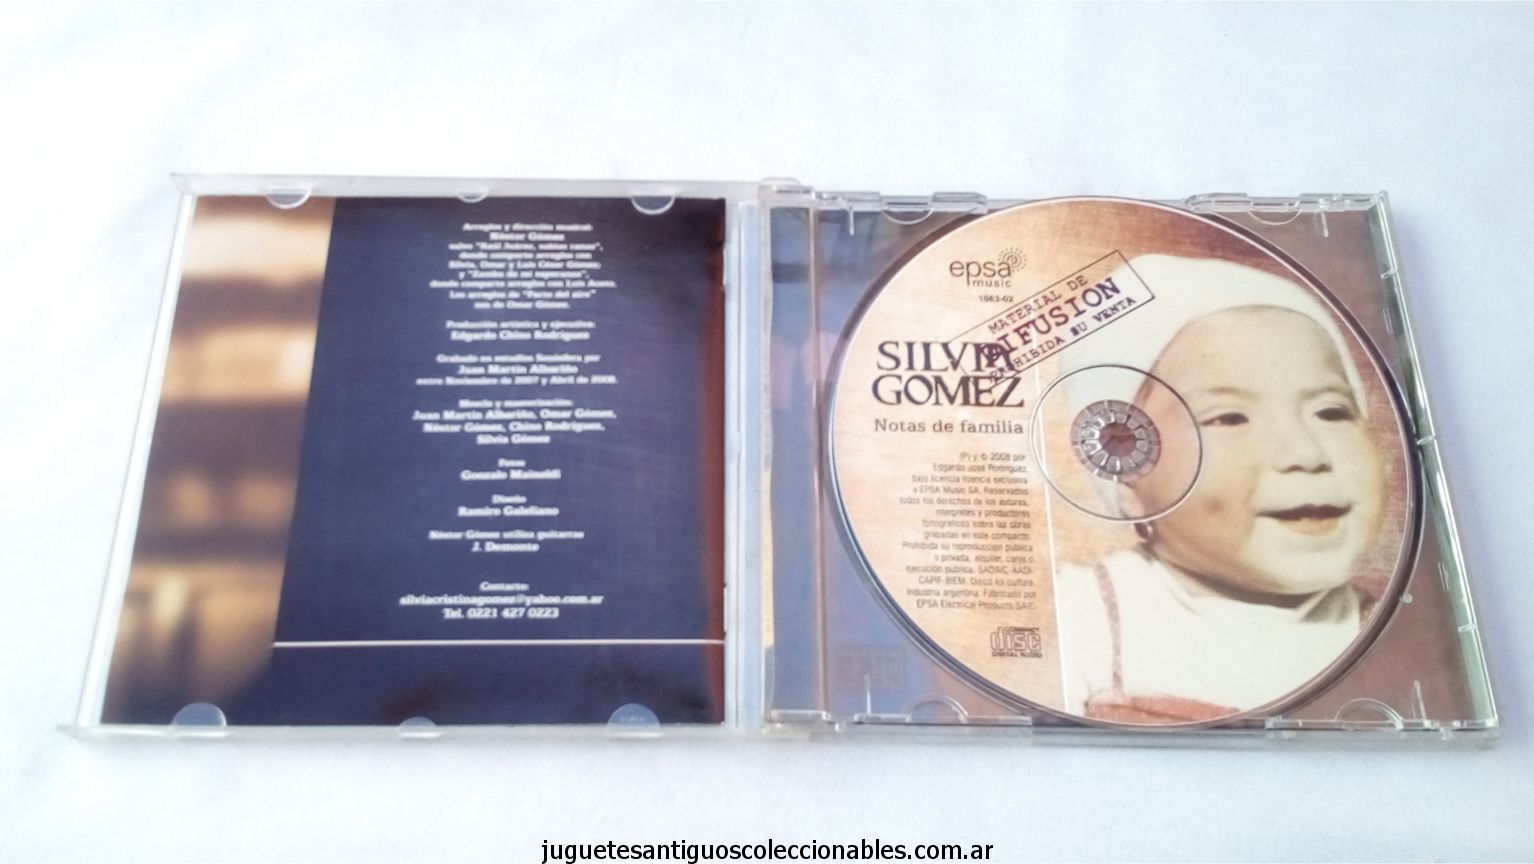 Arreglos y dirección musical:
Néstor Gómez
salvo "Raúl Juárez, saltos canas",
donde comparte arreglos con
Silvia, Omar y Luis César Gómez;
y "Zamba de mi esperanza",
donde comparte arreglos con Luis
Los arreglos de "Parte del aire"
son de Omar Gómez.
Producción artística y ejecutiva:
Edgardo Chino Rodríguez
Grabado en estudios por
Juan Martín Albariño
entre Noviembre de 2007 y Abril de 2008.
Mezcla y masterización:
Juan Martín Albariño, Omar Gómez,
Néstor Gómez, Chino Rodríguez,
Silvia Gómez
Fotos
Gonzalo Mainoldi
Diseño
Ramiro Galeliano
Néstor Gómez utiliza guitarras
J. Demonte
Contacto:
silviacristinagomez@yahoo.com.ar
Tel. 0221 427 0223
epsa
music
1963-02
MATERIAL DE
DIFUSION
PROHIBIDA SU VENTA
SILVIA
GOMEZ
Notas de familia
(P) y © 2008 por
Edgardo José Rodríguez,
bajo licencia licencia exclusiva
a EPSA Music SA. Reservados
todos los derechos de los autores,
intérpretes y productores
fonográficos sobre las obras
grabadas en este compacto.
Prohibida su reproducción pública
o privada, alquiler, canje o
ejecución pública. SADAIC-AADI-
CAPIF-BIEM. Disco es cultura.
Industria argentina. Fabricado por
EPSA Electrical Products SAIC.
disc
DIGITAL AUDIO
juguetesantiguoscoleccionables.com.ar